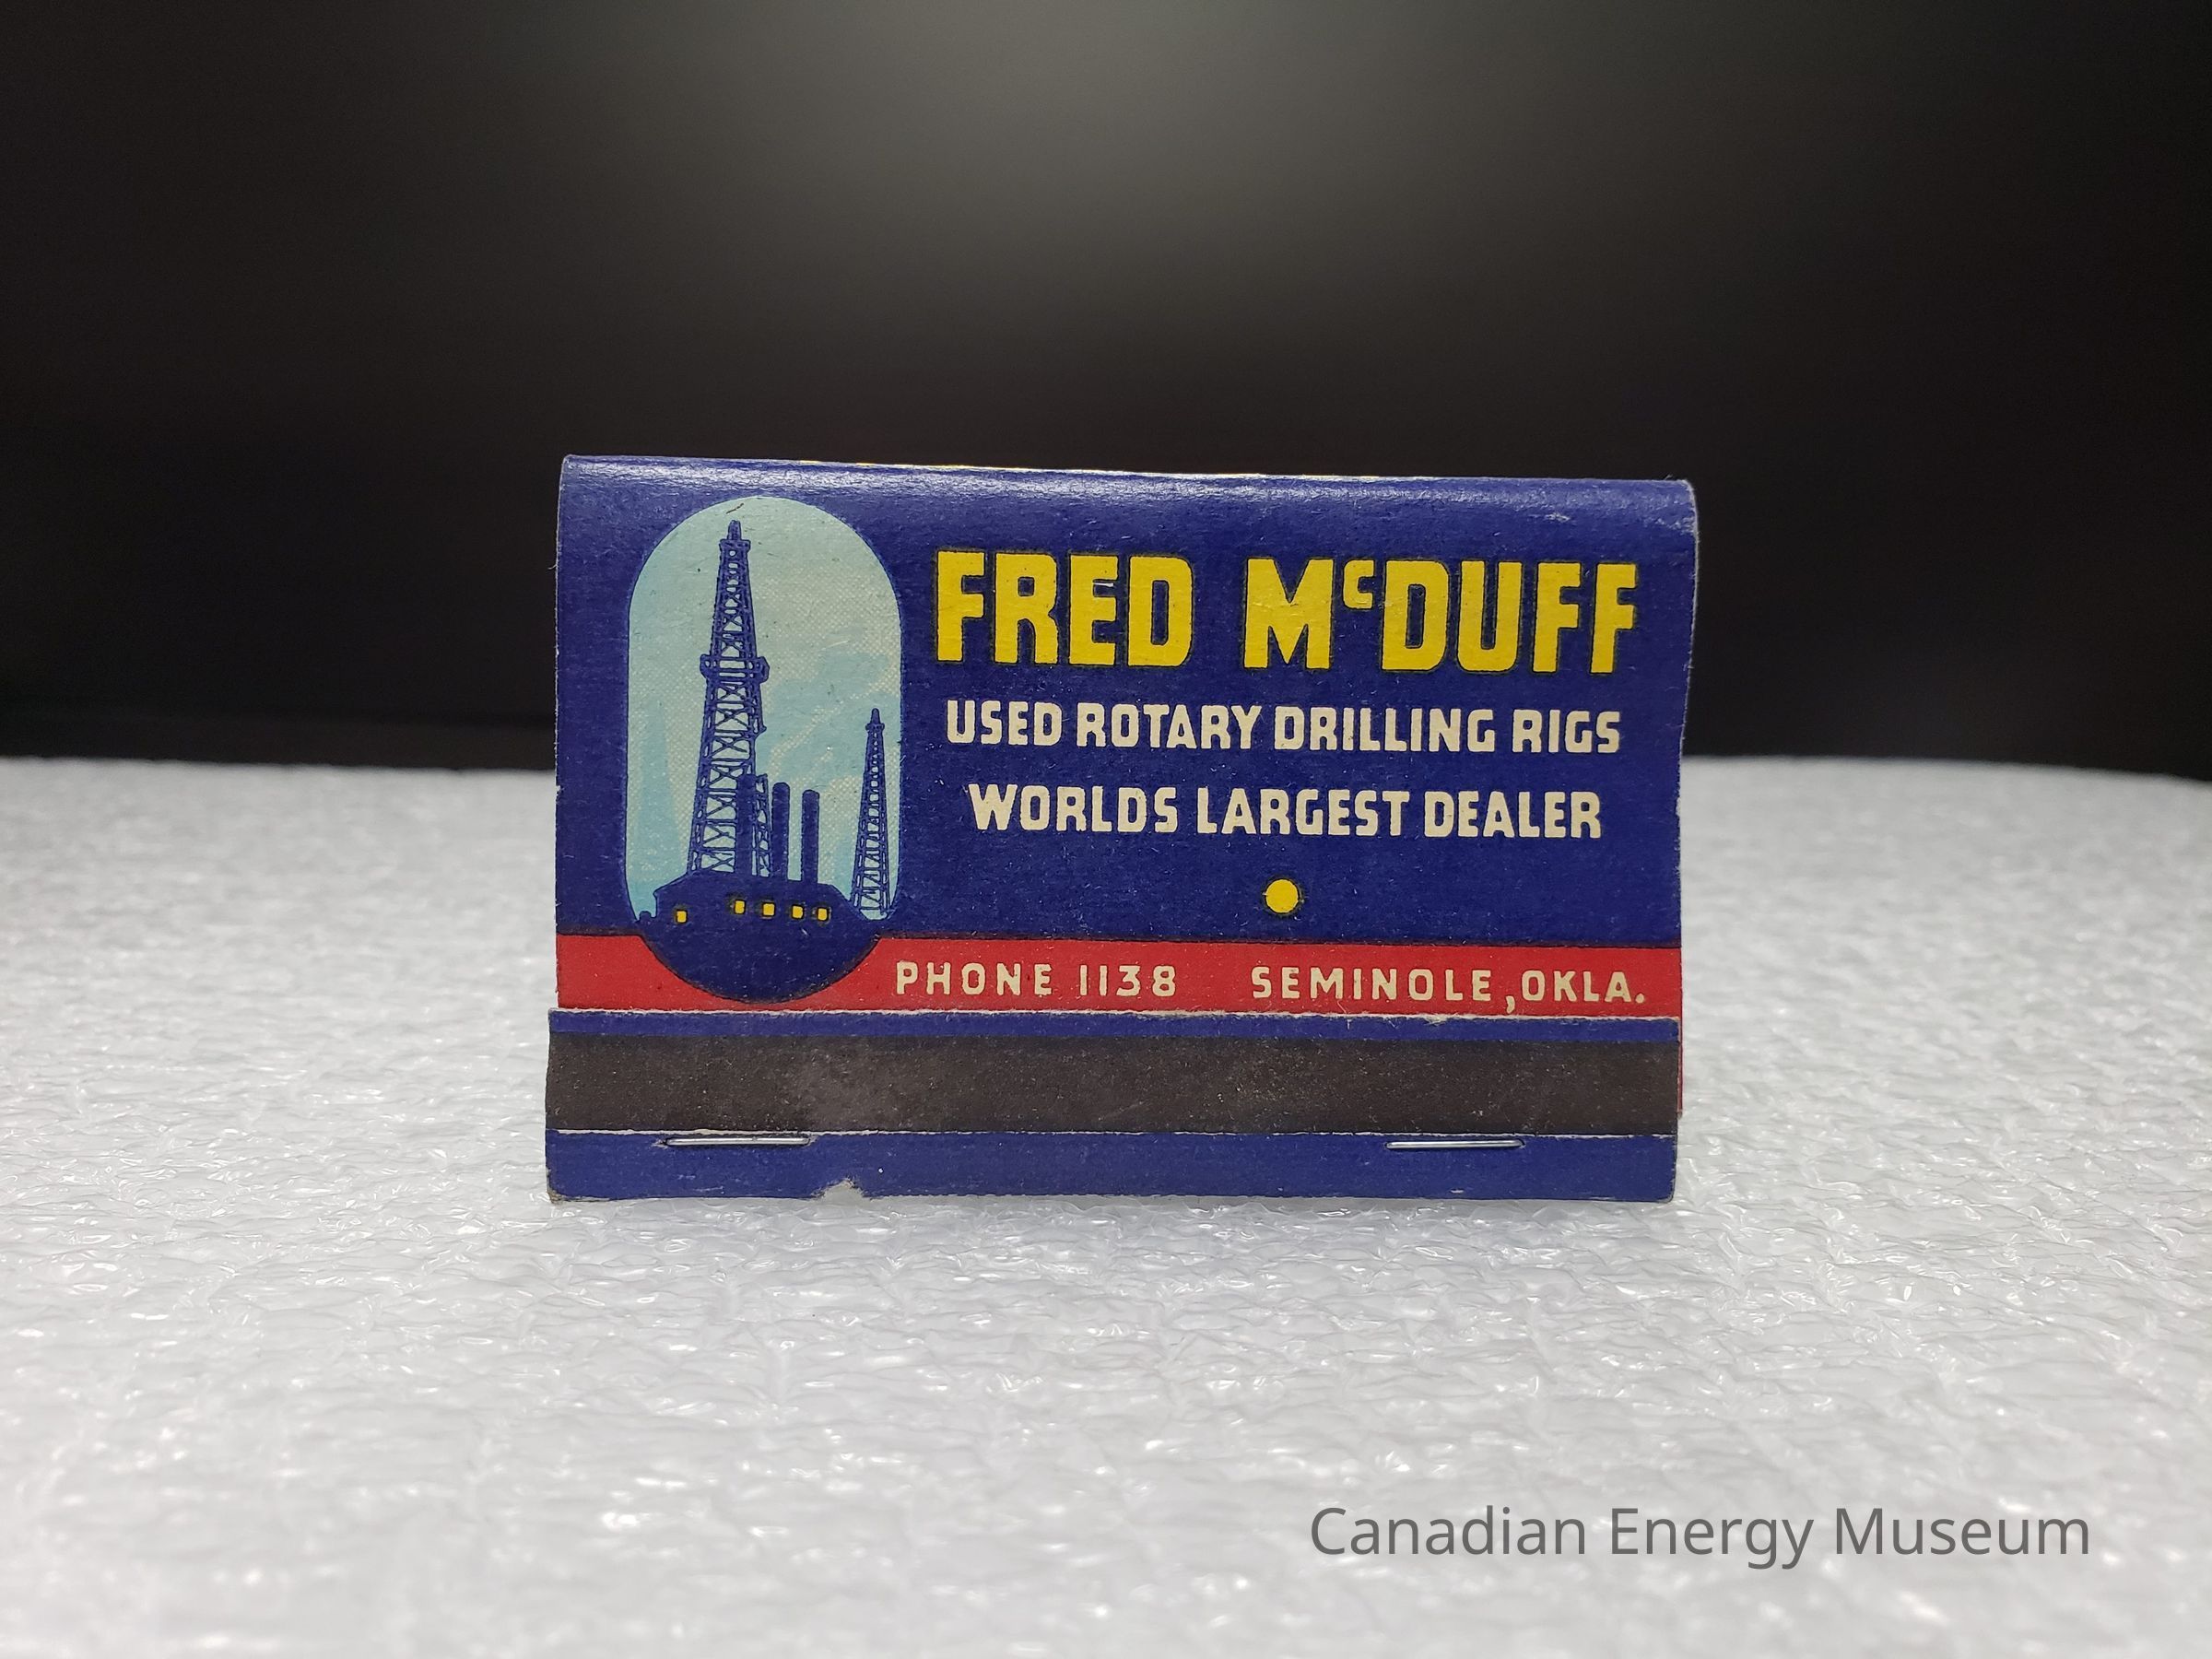 FRED McDUFF
USED ROTARY DRILLING RIGS
WORLDS LARGEST DEALER
PHONE 1138 SEMINOLE, OKLA.
Canadian Energy Museum